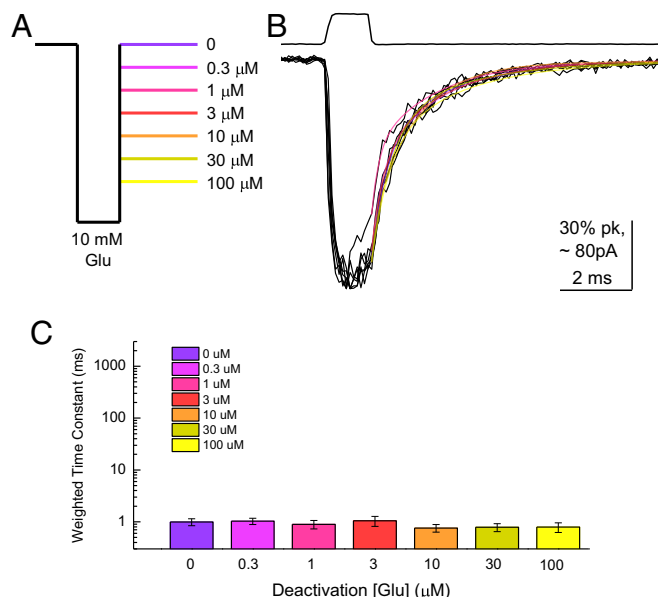 A
0
0.3 μM
1 μM
3 μM
10 μM
30 μM
100 μM
10 mM
Glu
B
30% pk,
~ 80pA
2 ms
C
Weighted Time Constant (ms)
1000
100
10
1
0 uM
0.3 uM
1 uM
3 uM
10 uM
30 uM
100 uM
0 0.3 1 3 10 30 100
Deactivation [Glu] (μM)